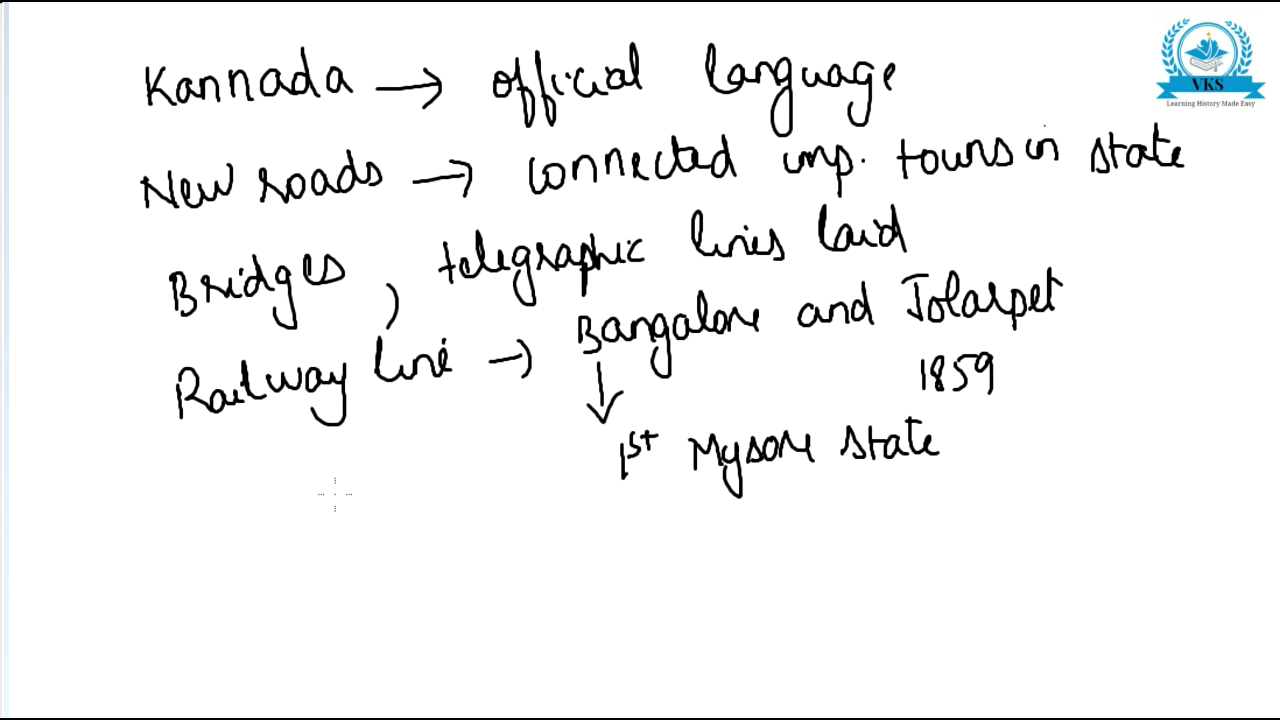 Kannada → official language
New roads → connected imp. towns in state
Bridges, telegraphic lines laid
Railway line → Bangalore and Jolarpet
1859
↓
1st Mysore state
VKS
Learning History Made Easy